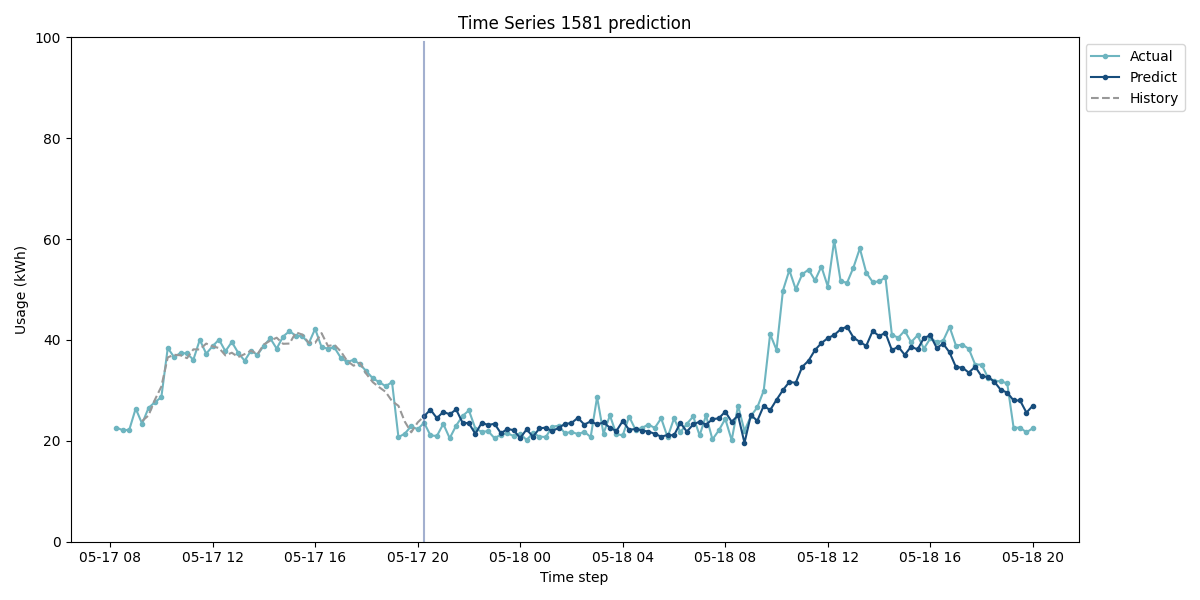 Time Series 1581 prediction
100
80
60
40
20
0
Usage (kWh)
05-17 08
05-17 12
05-17 16
05-17 20
05-18 00
05-18 04
05-18 08
05-18 12
05-18 16
05-18 20
Time step
Actual
Predict
History